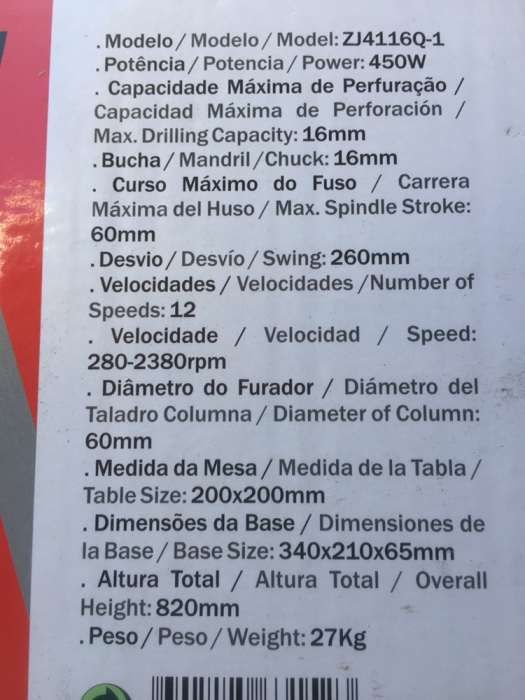 . Modelo / Modelo / Model: ZJ4116Q-1
. Potência / Potencia / Power: 450W
. Capacidade Máxima de Perfuração /
Capacidad Máxima de Perforación /
Max. Drilling Capacity: 16mm
. Bucha / Mandril /Chuck: 16mm
. Curso Máximo do Fuso / Carrera
Máxima del Huso / Max. Spindle Stroke:
60mm
. Desvio / Desvío / Swing: 260mm
. Velocidades / Velocidades /Number of
Speeds: 12
. Velocidade / Velocidad / Speed:
280-2380rpm
. Diâmetro do Furador / Diámetro del
Taladro Columna / Diameter of Column:
60mm
. Medida da Mesa / Medida de la Tabla /
Table Size: 200x200mm
. Dimensões da Base / Dimensiones de
la Base / Base Size: 340x210x65mm
. Altura Total / Altura Total / Overall
Height: 820mm
. Peso / Peso / Weight: 27Kg